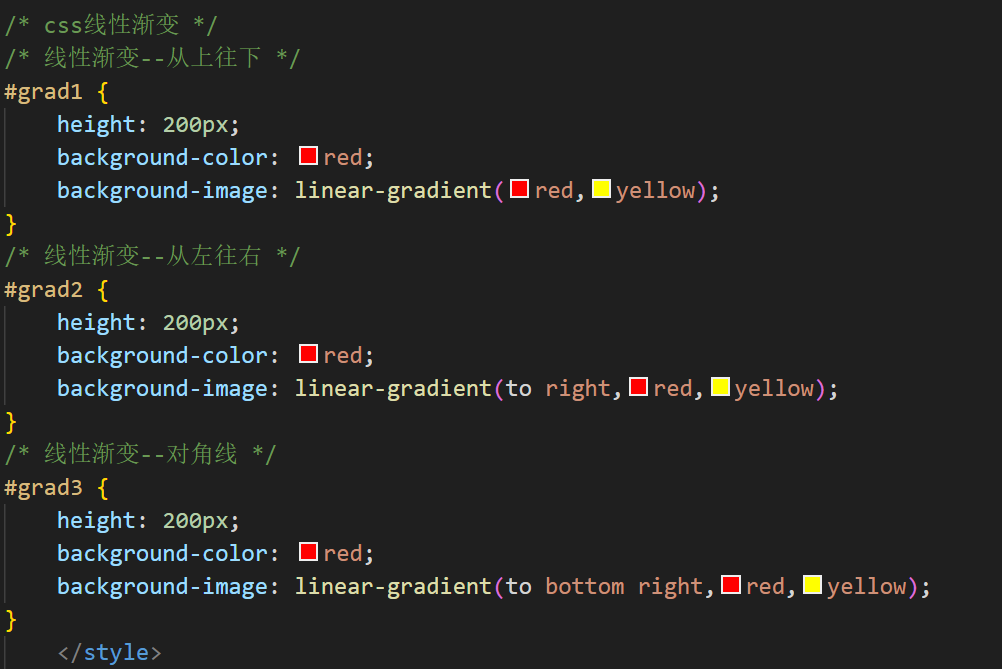 /* css线性渐变 */
/* 线性渐变--从上往下 */
#grad1 {
    height: 200px;
    background-color: red;
    background-image: linear-gradient(red,yellow);
}
/* 线性渐变--从左往右 */
#grad2 {
    height: 200px;
    background-color: red;
    background-image: linear-gradient(to right,red,yellow);
}
/* 线性渐变--对角线 */
#grad3 {
    height: 200px;
    background-color: red;
    background-image: linear-gradient(to bottom right,red,yellow);
}
    </style>